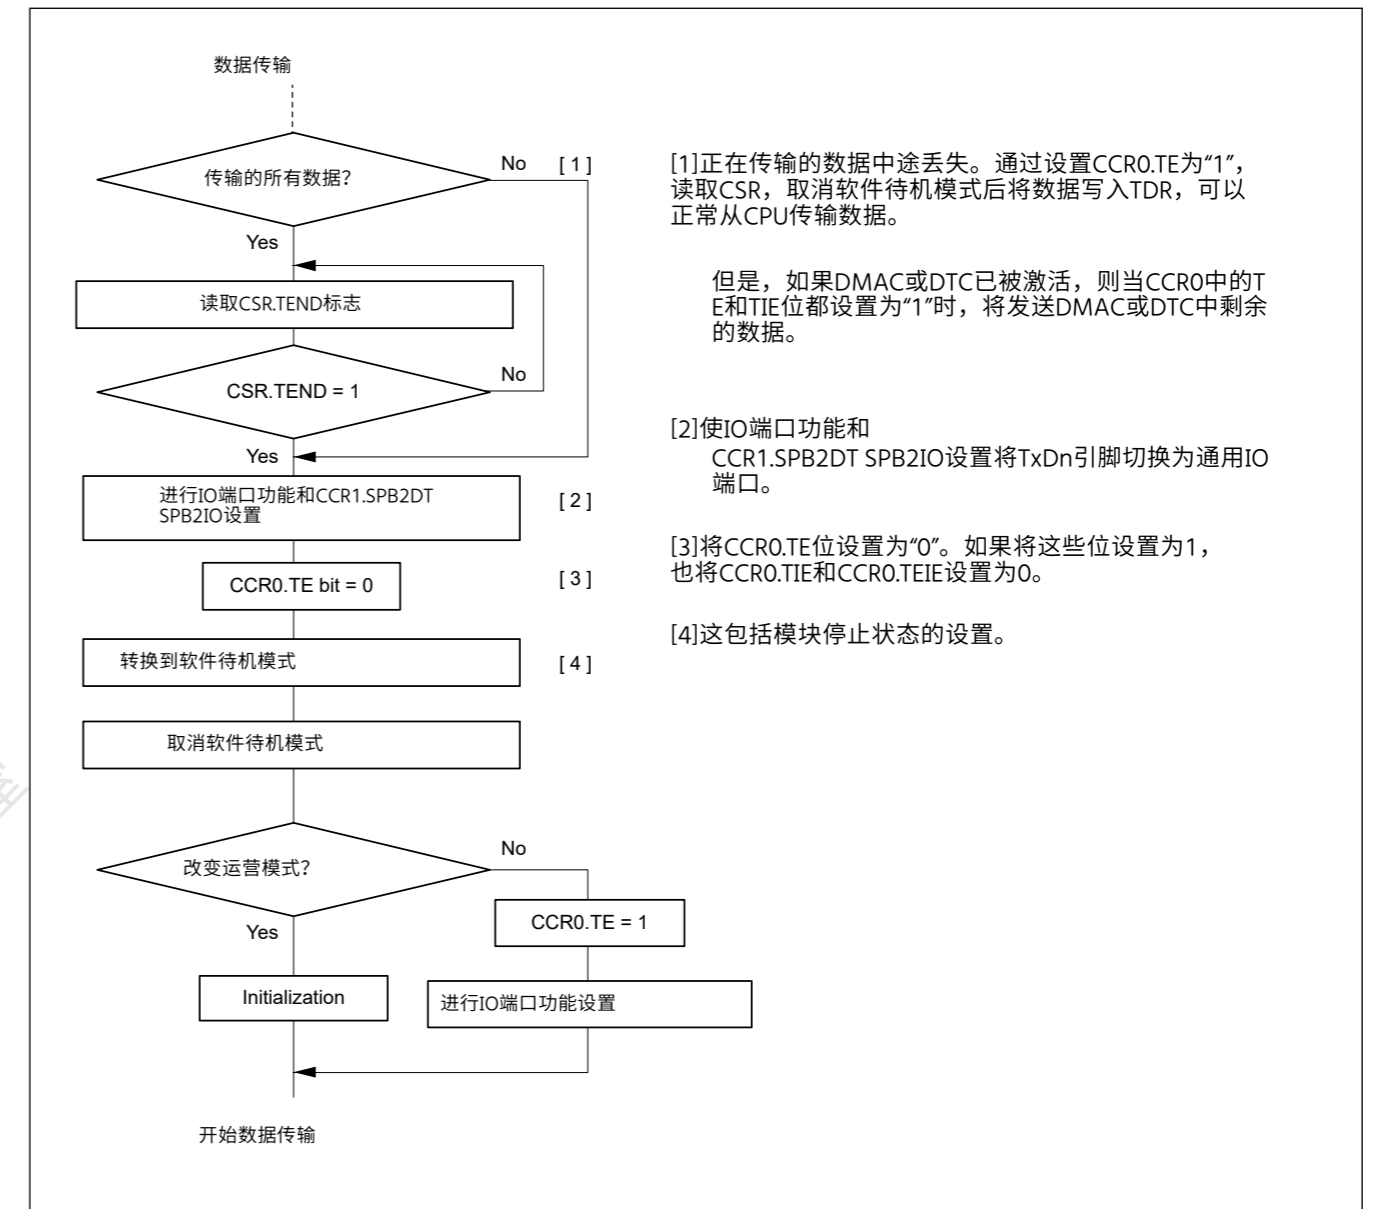 数据传输
传输的所有数据？
No [ 1 ]
Yes
读取CSR.TEND标志
CSR.TEND = 1
No
Yes
进行IO端口功能和CCR1.SPB2DT
SPB2IO设置
[ 2 ]
CCR0.TE bit = 0
[ 3 ]
转换到软件待机模式
[ 4 ]
取消软件待机模式
改变运营模式？
No
Yes
CCR0.TE = 1
Initialization
进行IO端口功能设置
开始数据传输
[1]正在传输的数据中途丢失。通过设置CCR0.TE为“1”，
读取CSR，取消软件待机模式后将数据写入TDR，可以
正常从CPU传输数据。
但是，如果DMAC或DTC已被激活，则当CCR0中的T
E和TIE位都设置为“1”时，将发送DMAC或DTC中剩余
的数据。
[2]使IO端口功能和
CCR1.SPB2DT SPB2IO设置将TxDn引脚切换为通用IO
端口。
[3]将CCR0.TE位设置为“0”。如果将这些位设置为1，
也将CCR0.TIE和CCR0.TEIE设置为0。
[4]这包括模块停止状态的设置。